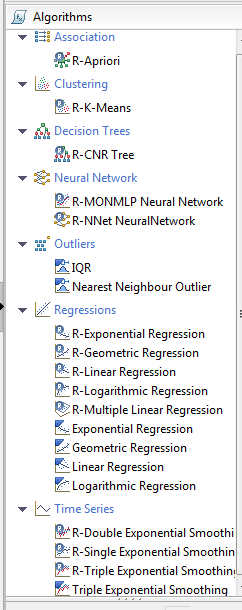 Algorithms
Association
R-Apriori
Clustering
R-K-Means
Decision Trees
R-CNR Tree
Neural Network
R-MONMLP Neural Network
R-NNet NeuralNetwork
Outliers
IQR
Nearest Neighbour Outlier
Regressions
R-Exponential Regression
R-Geometric Regression
R-Linear Regression
R-Logarithmic Regression
R-Multiple Linear Regression
Exponential Regression
Geometric Regression
Linear Regression
Logarithmic Regression
Time Series
R-Double Exponential Smoothi
R-Single Exponential Smoothin
R-Triple Exponential Smoothing
Triple Exponential Smoothing